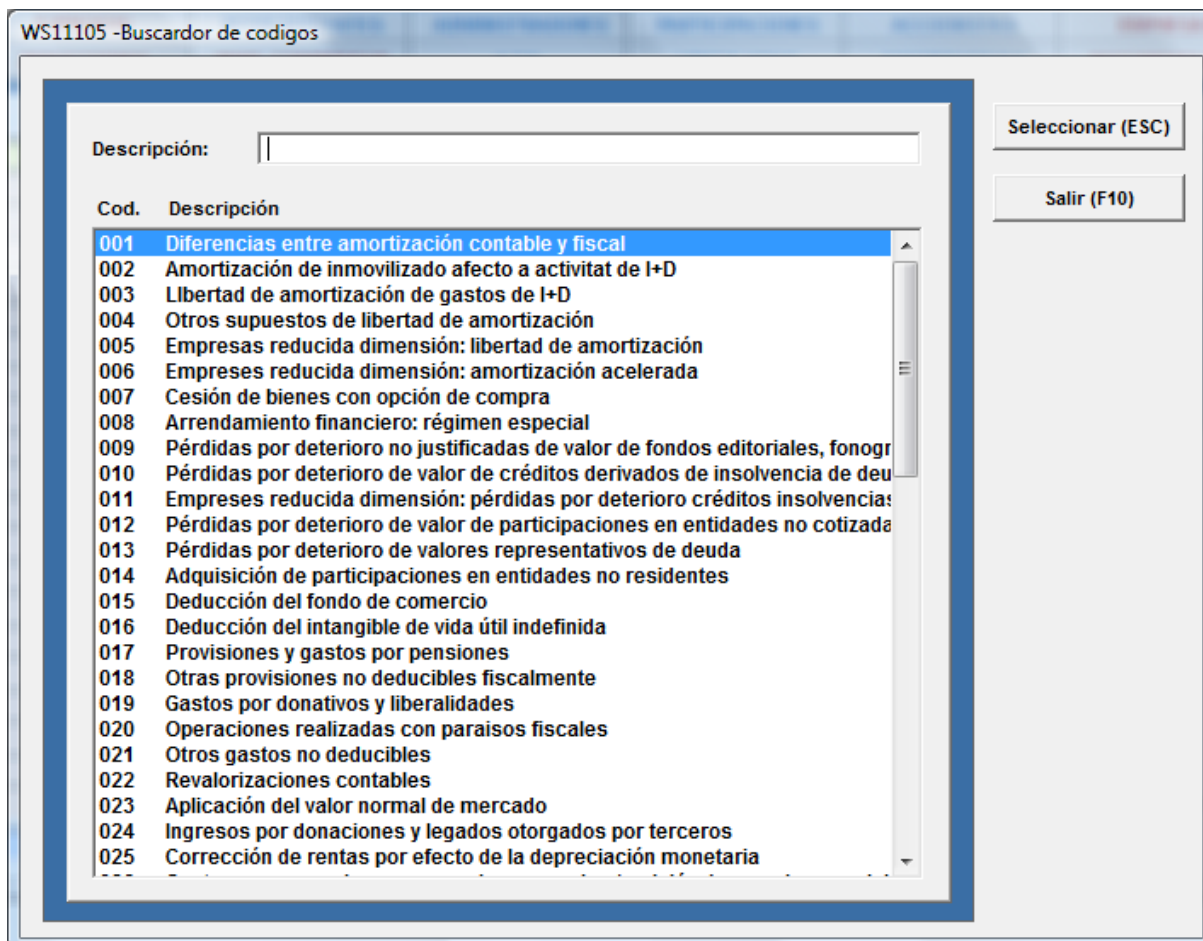 WS11105 -Buscardor de codigos
Descripción:
Seleccionar (ESC)
Salir (F10)
Cod. Descripción
001 Diferencias entre amortización contable y fiscal
002 Amortización de inmovilizado afecto a activitat de I+D
003 LIbertad de amortización de gastos de I+D
004 Otros supuestos de libertad de amortización
005 Empresas reducida dimensión: libertad de amortización
006 Empreses reducida dimensión: amortización acelerada
007 Cesión de bienes con opción de compra
008 Arrendamiento financiero: régimen especial
009 Pérdidas por deterioro no justificadas de valor de fondos editoriales, fonogr
010 Pérdidas por deterioro de valor de créditos derivados de insolvencia de deu
011 Empreses reducida dimensión: pérdidas por deterioro créditos insolvencias
012 Pérdidas por deterioro de valor de participaciones en entidades no cotizada
013 Pérdidas por deterioro de valores representativos de deuda
014 Adquisición de participaciones en entidades no residentes
015 Deducción del fondo de comercio
016 Deducción del intangible de vida útil indefinida
017 Provisiones y gastos por pensiones
018 Otras provisiones no deducibles fiscalmente
019 Gastos por donativos y liberalidades
020 Operaciones realizadas con paraisos fiscales
021 Otros gastos no deducibles
022 Revalorizaciones contables
023 Aplicación del valor normal de mercado
024 Ingresos por donaciones y legados otorgados por terceros
025 Corrección de rentas por efecto de la depreciación monetaria